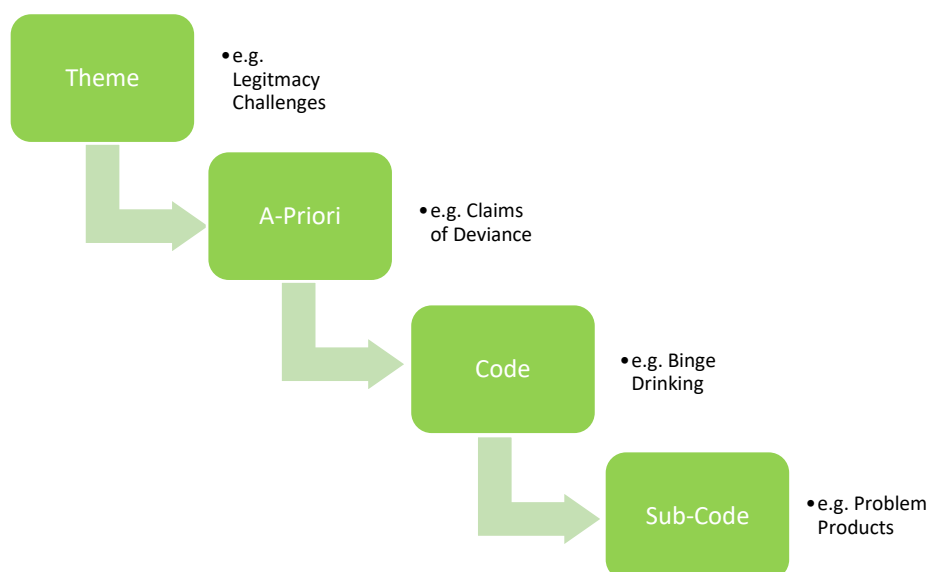 Theme
•e.g.
Legitmacy
Challenges
A-Priori
•e.g. Claims
of Deviance
Code
•e.g. Binge
Drinking
Sub-Code
•e.g. Problem
Products